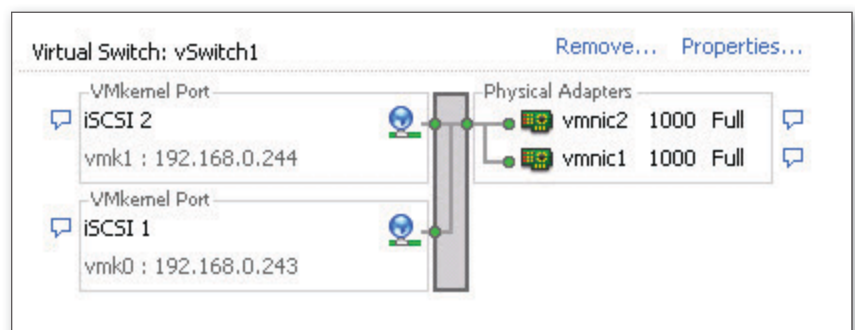 Virtual Switch: vSwitch1 Remove... Properties...
VMkernel Port
iSCSI 2
vmk1 : 192.168.0.244
VMkernel Port
iSCSI 1
vmk0 : 192.168.0.243
Physical Adapters
vmnic2 1000 Full
vmnic1 1000 Full